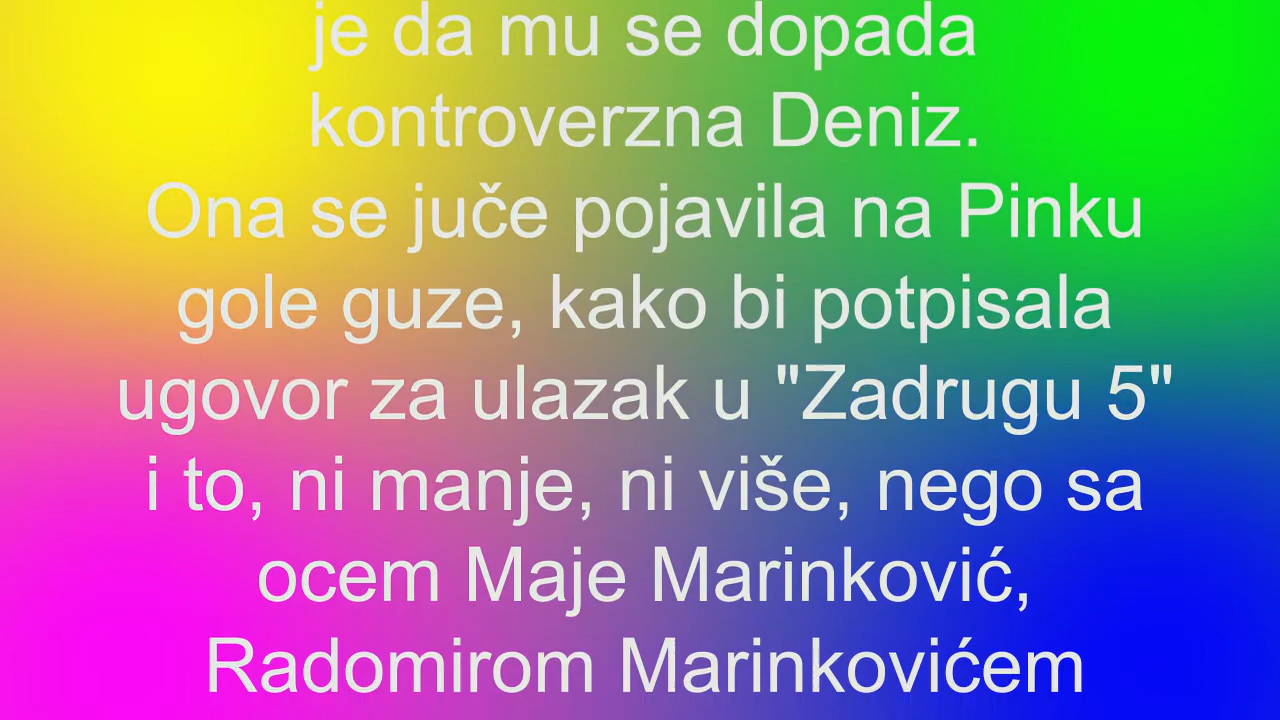 je da mu se dopada
kontroverzna Deniz.
Ona se juče pojavila na Pinku
gole guze, kako bi potpisala
ugovor za ulazak u "Zadrugu 5"
i to, ni manje, ni više, nego sa
ocem Maje Marinković,
Radomirom Marinkovićem